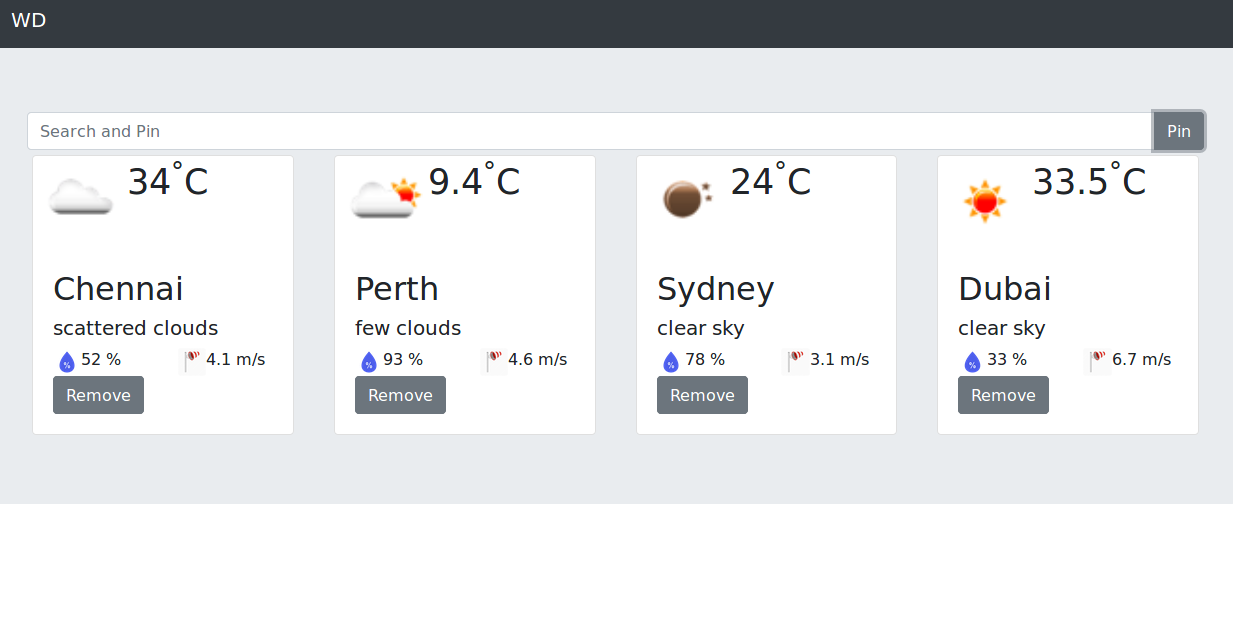 WD
Search and Pin
Pin
34°C
Chennai
scattered clouds
52 %
4.1 m/s
Remove
9.4°C
Perth
few clouds
93 %
4.6 m/s
Remove
24°C
Sydney
clear sky
78 %
3.1 m/s
Remove
33.5°C
Dubai
clear sky
33 %
6.7 m/s
Remove